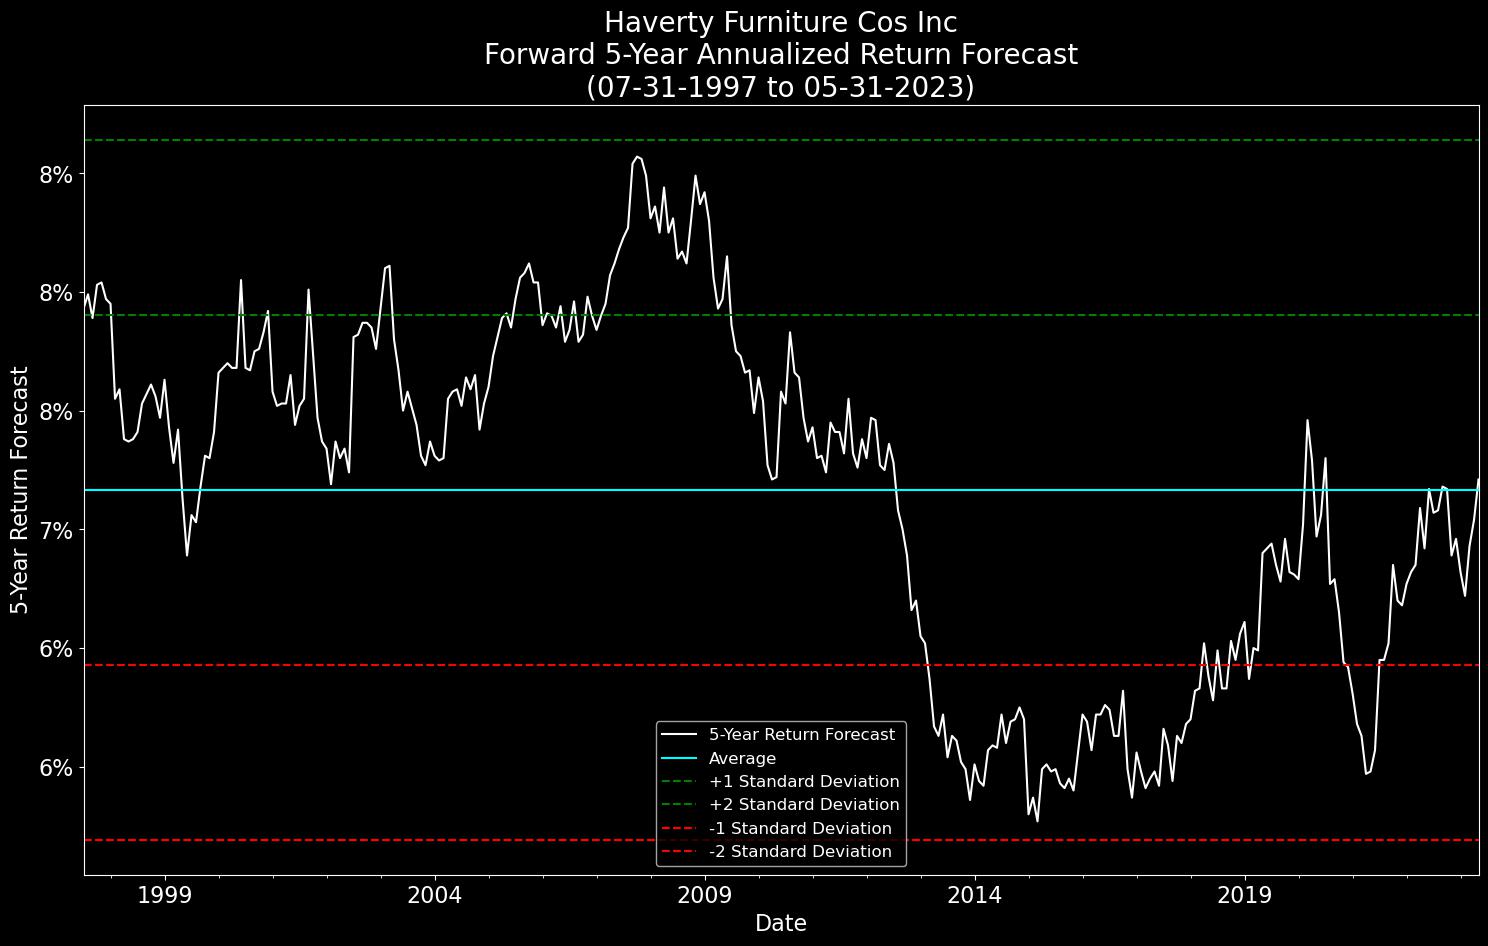 Haverty Furniture Cos Inc
Forward 5-Year Annualized Return Forecast
(07-31-1997 to 05-31-2023)
5-Year Return Forecast
8%
8%
8%
7%
6%
6%
5-Year Return Forecast
Average
+1 Standard Deviation
+2 Standard Deviation
-1 Standard Deviation
-2 Standard Deviation
1999
2004
2009
2014
2019
Date